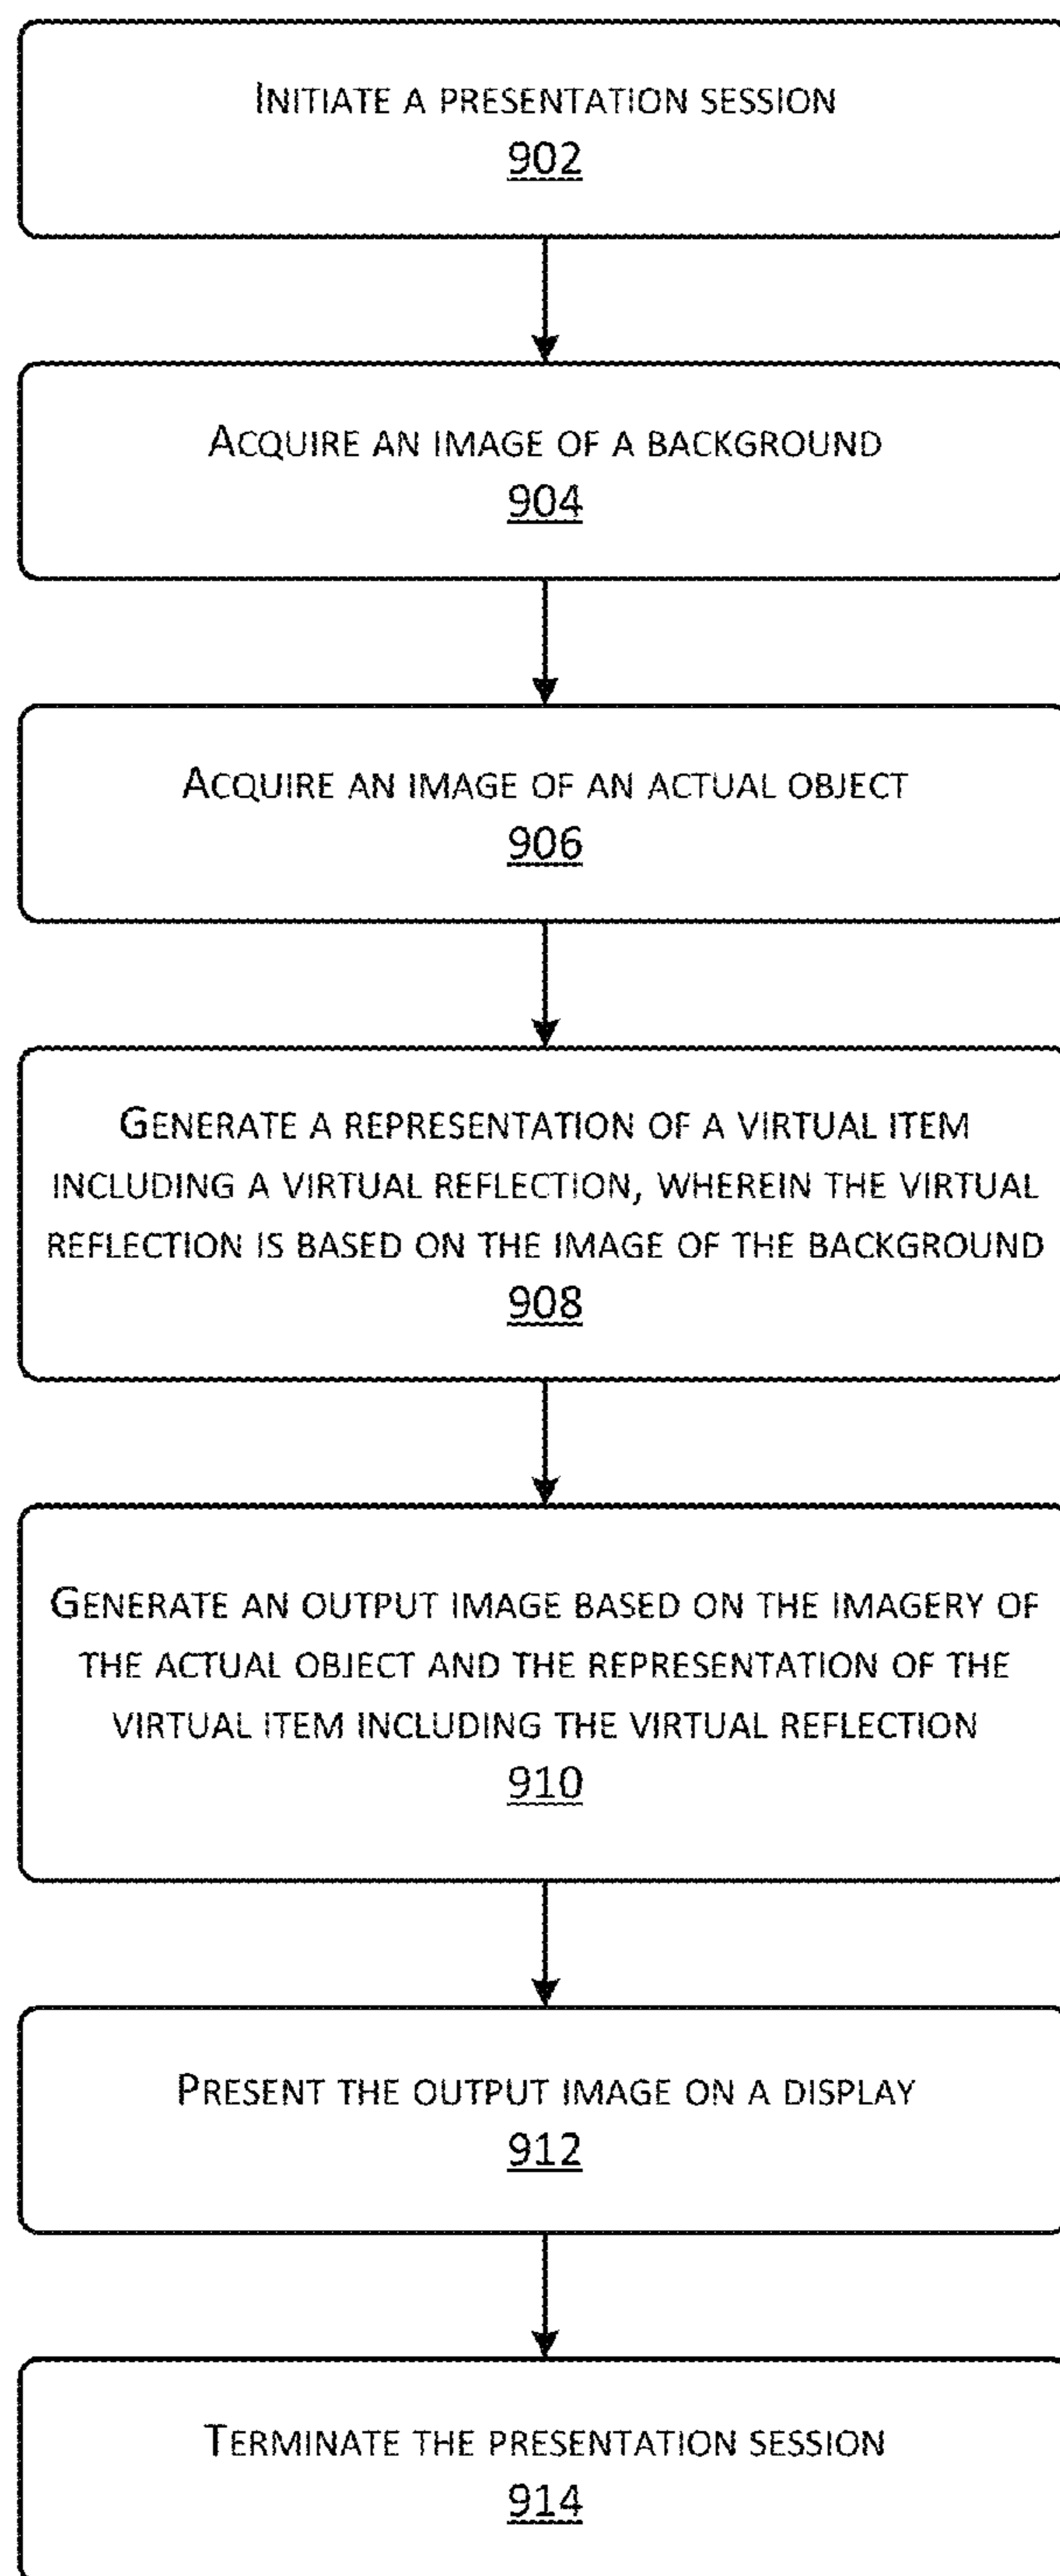 INITIATE A PRESENTATION SESSION
902
ACQUIRE AN IMAGE OF A BACKGROUND
904
ACQUIRE AN IMAGE OF AN ACTUAL OBJECT
906
GENERATE A REPRESENTATION OF A VIRTUAL ITEM
INCLUDING A VIRTUAL REFLECTION, WHEREIN THE VIRTUAL
REFLECTION IS BASED ON THE IMAGE OF THE BACKGROUND
908
GENERATE AN OUTPUT IMAGE BASED ON THE IMAGERY OF
THE ACTUAL OBJECT AND THE REPRESENTATION OF THE
VIRTUAL ITEM INCLUDING THE VIRTUAL REFLECTION
910
PRESENT THE OUTPUT IMAGE ON A DISPLAY
912
TERMINATE THE PRESENTATION SESSION
914